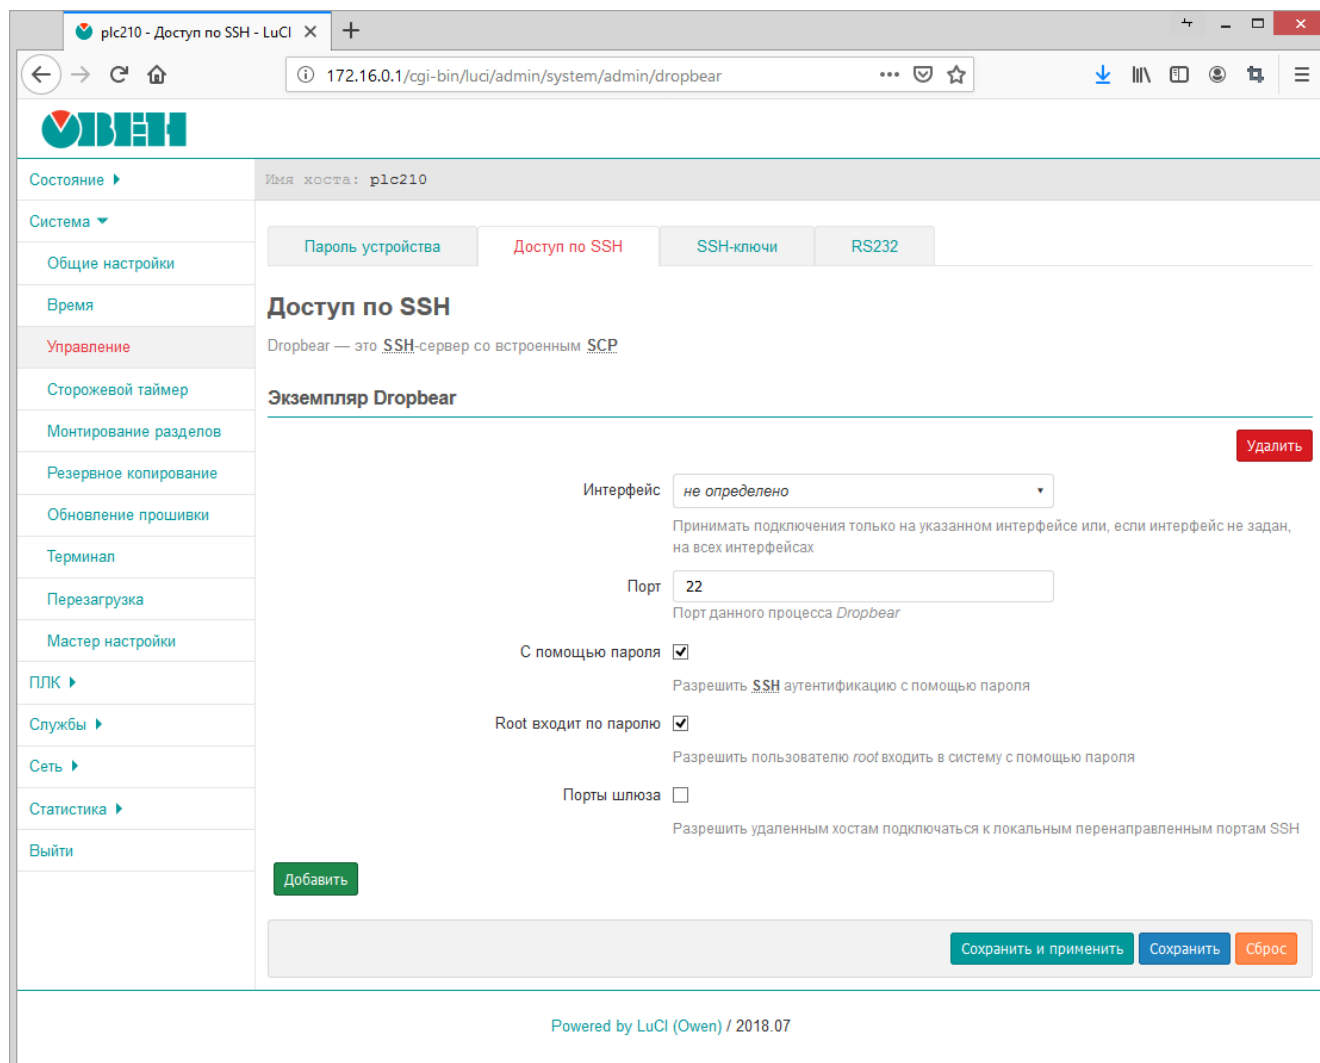 plc210 - Доступ по SSH - LuCI
172.16.0.1/cgi-bin/luci/admin/system/admin/dropbear
ОВЕН
Состояние
Имя хоста: plc210
Система
Общие настройки
Время
Управление
Сторожевой таймер
Монтирование разделов
Резервное копирование
Обновление прошивки
Терминал
Перезагрузка
Мастер настройки
ПЛК
Службы
Сеть
Статистика
Выйти
Пароль устройства
Доступ по SSH
SSH-ключи
RS232
Доступ по SSH
Dropbear — это SSH-сервер со встроенным SCP
Экземпляр Dropbear
Удалить
Интерфейс
не определено
Принимать подключения только на указанном интерфейсе или, если интерфейс не задан,
на всех интерфейсах
Порт
22
Порт данного процесса Dropbear
С помощью пароля
Разрешить SSH аутентификацию с помощью пароля
Root входит по паролю
Разрешить пользователю root входить в систему с помощью пароля
Порты шлюза
Разрешить удаленным хостам подключаться к локальным перенаправленным портам SSH
Добавить
Сохранить и применить
Сохранить
Сброс
Powered by LuCI (Owen) / 2018.07